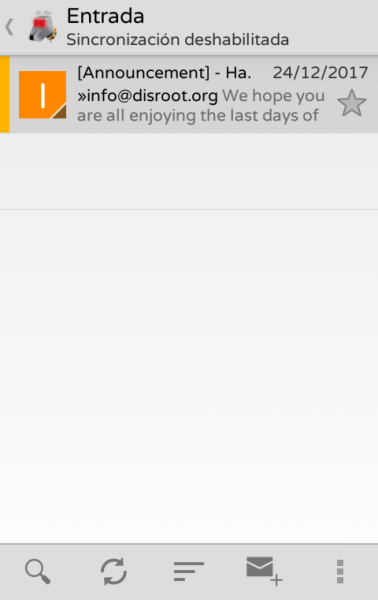 Entrada
Sincronización deshabilitada
[Announcement] - Ha. 24/12/2017
»info@disroot.org We hope you
are all enjoying the last days of
I